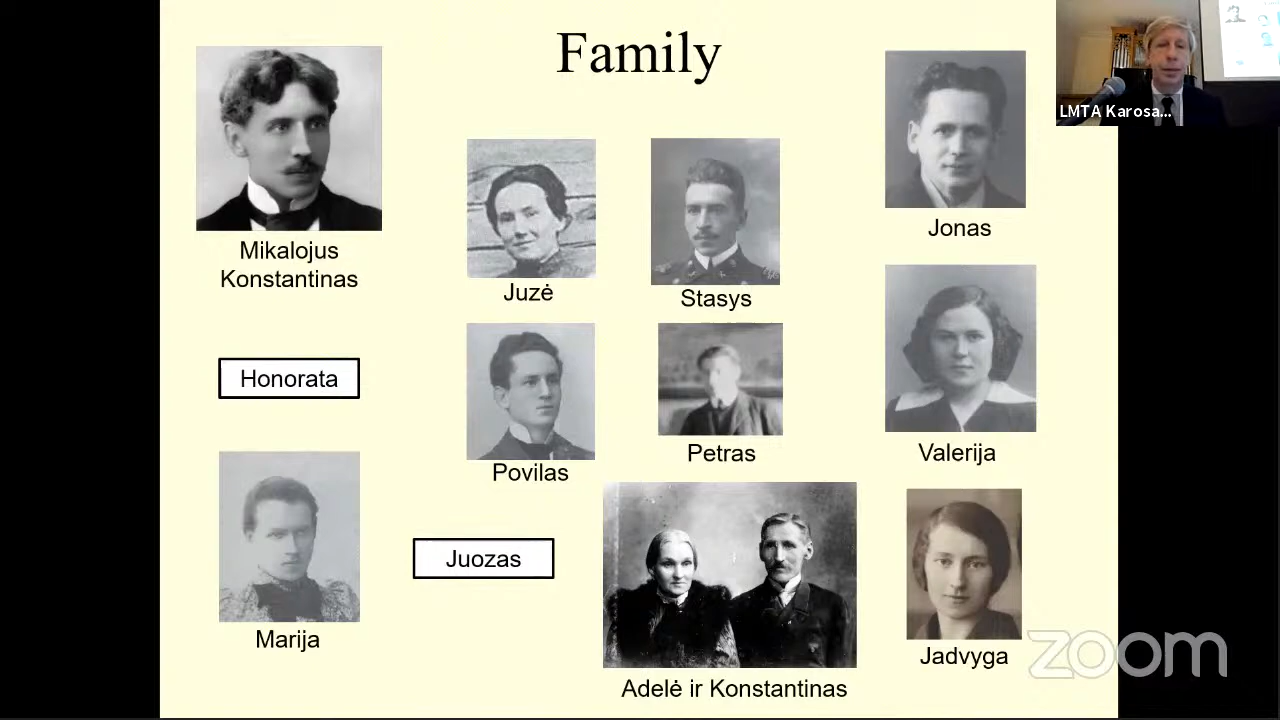 Family
LMTA Karosa...
Mikalojus
Konstantinas
Juzė
Stasys
Jonas
Honorata
Povilas
Petras
Valerija
Juozas
Marija
Adelė ir Konstantinas
Jadvyga
zoom